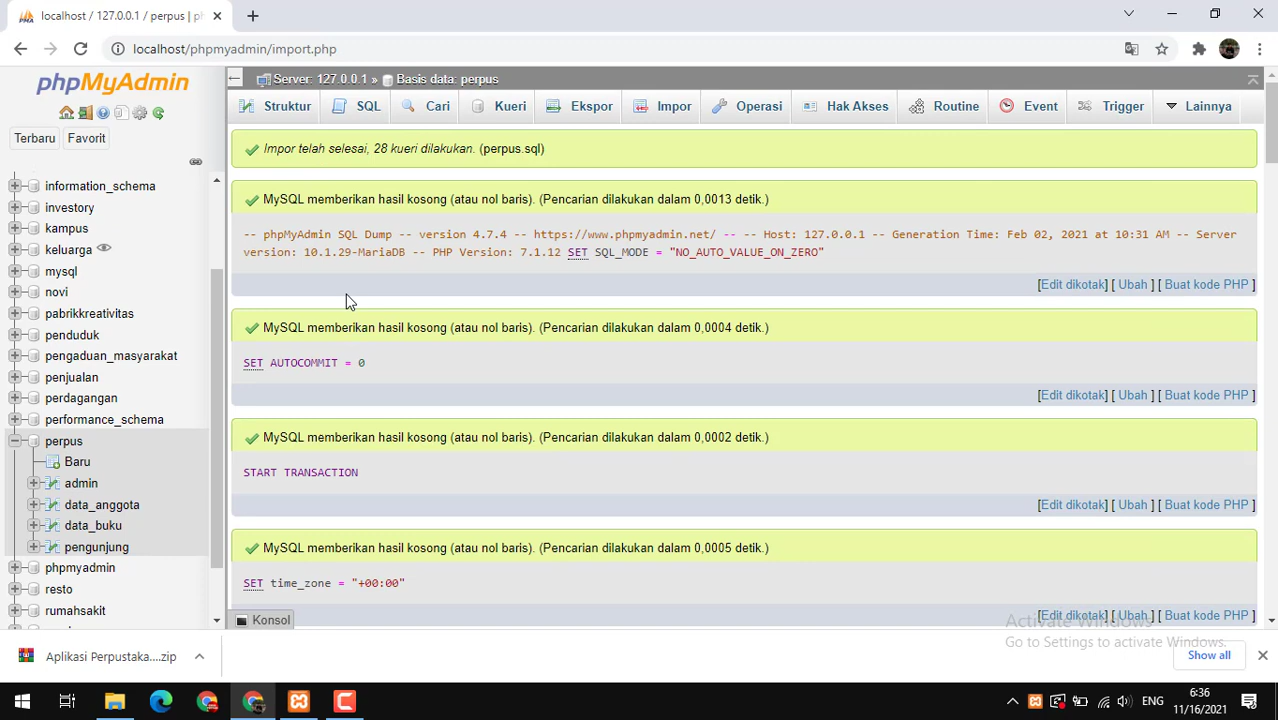 localhost / 127.0.0.1 / perpus | p
localhost/phpmyadmin/import.php
phpMyAdmin
Terbaru
Favorit
information_schema
investory
kampus
keluarga
mysql
novi
pabrikkreativitas
penduduk
pengaduan_masyarakat
penjualan
perdagangan
performance_schema
perpus
Baru
admin
data_anggota
data_buku
pengunjung
phpmyadmin
resto
rumahsakit
Server: 127.0.0.1 » Basis data: perpus
Struktur SQL Cari Kueri Ekspor Impor Operasi Hak Akses Routine Event Trigger Lainnya
Impor telah selesai, 28 kueri dilakukan. (perpus.sql)
MySQL memberikan hasil kosong (atau nol baris). (Pencarian dilakukan dalam 0,0013 detik.)
-- phpMyAdmin SQL Dump -- version 4.7.4 -- https://www.phpmyadmin.net/ -- -- Host: 127.0.0.1 -- Generation Time: Feb 02, 2021 at 10:31 AM -- Server
version: 10.1.29-MariaDB -- PHP Version: 7.1.12 SET SQL_MODE = "NO_AUTO_VALUE_ON_ZERO"
[Edit dikotak] [ Ubah ] [ Buat kode PHP ]
MySQL memberikan hasil kosong (atau nol baris). (Pencarian dilakukan dalam 0,0004 detik.)
SET AUTOCOMMIT = 0
[Edit dikotak] [ Ubah ] [ Buat kode PHP ]
MySQL memberikan hasil kosong (atau nol baris). (Pencarian dilakukan dalam 0,0002 detik.)
START TRANSACTION
[Edit dikotak] [ Ubah ] [ Buat kode PHP ]
MySQL memberikan hasil kosong (atau nol baris). (Pencarian dilakukan dalam 0,0005 detik.)
SET time_zone = "+00:00"
[Edit dikotak] [ Ubah ] [ Buat kode PHP ]
Konsol
Activate Windows
Go to Settings to activate Windows.
Aplikasi Perpustaka....zip
Show all
ENG
6:36
11/16/2021